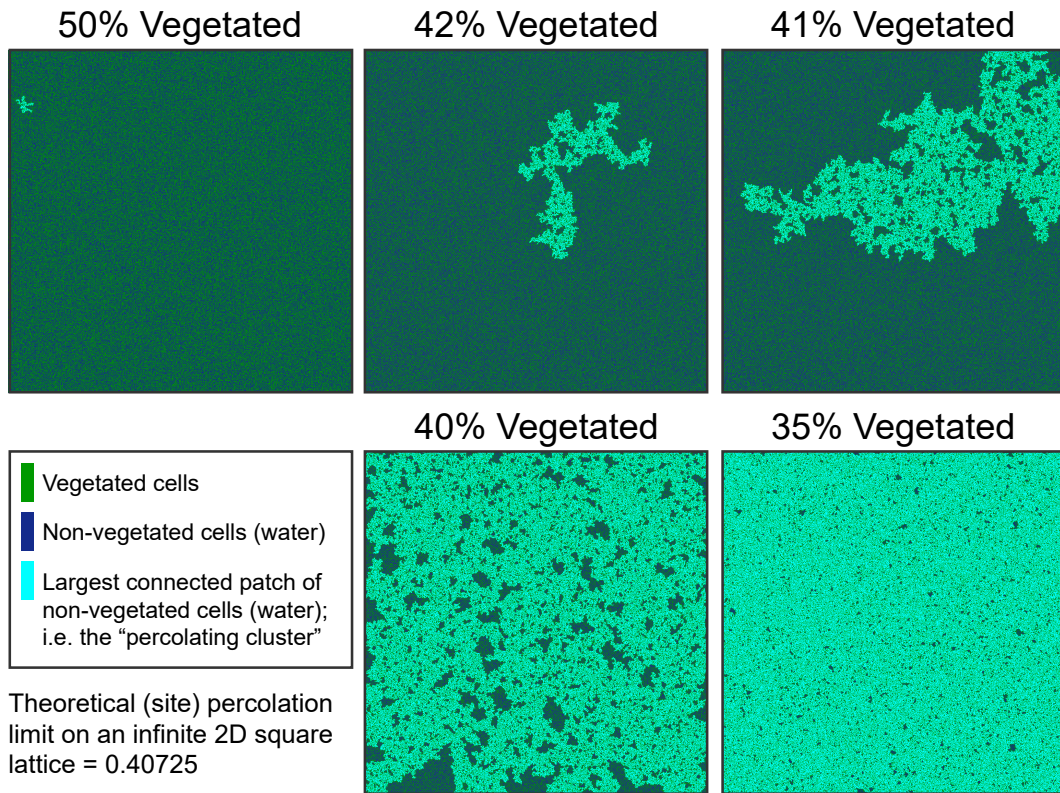 50% Vegetated
42% Vegetated
41% Vegetated
40% Vegetated
35% Vegetated
Vegetated cells
Non-vegetated cells (water)
Largest connected patch of
non-vegetated cells (water);
i.e. the “percolating cluster”
Theoretical (site) percolation
limit on an infinite 2D square
lattice = 0.40725